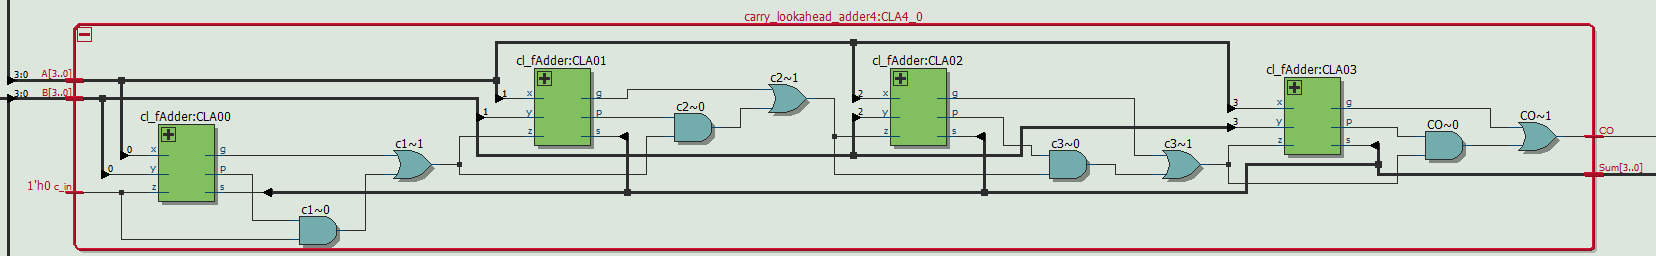 carry_lookahead_adder4:CLA4_0
3:0 A[3..0]
3:0 B[3..0]
1'h0 c_in
cl_fAdder:CLA00
0 x g
0 y p
z s
c1~0
c1~1
cl_fAdder:CLA01
1 x g
1 y p
z s
c2~0
c2~1
cl_fAdder:CLA02
2 x g
2 y p
z s
c3~0
c3~1
cl_fAdder:CLA03
3 x g
3 y p
z s
CO~0
CO~1
CO
Sum[3..0]